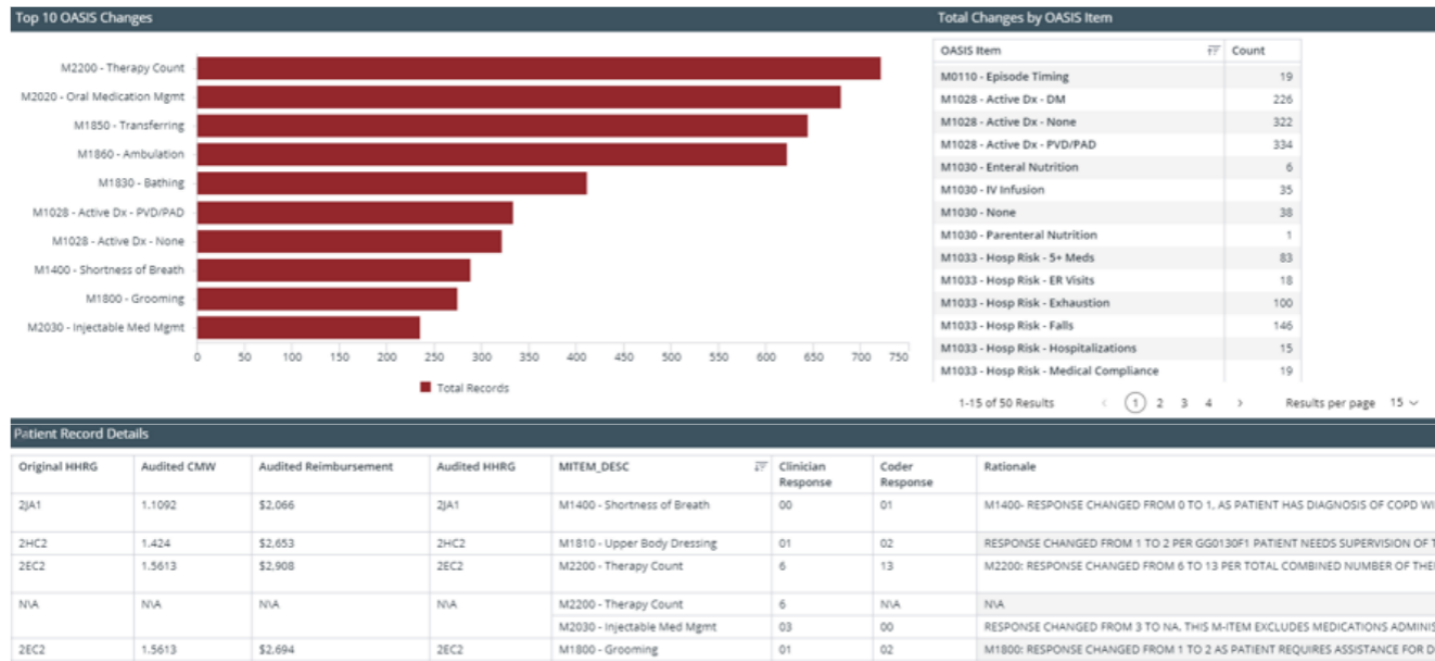 Top 10 OASIS Changes
M2200 - Therapy Count
M2020 - Oral Medication Mgmt
M1850 - Transferring
M1860 - Ambulation
M1830 - Bathing
M1028 - Active Dx - PVD/PAD
M1028 - Active Dx - None
M1400 - Shortness of Breath
M1800 - Grooming
M2030 - Injectable Med Mgmt
0 50 100 150 200 250 300 350 400 450 500 550 600 650 700 750
Total Records
Total Changes by OASIS Item
OASIS Item Count
M0110 - Episode Timing 19
M1028 - Active Dx - DM 226
M1028 - Active Dx - None 322
M1028 - Active Dx - PVD/PAD 334
M1030 - Enteral Nutrition 6
M1030 - IV Infusion 35
M1030 - None 38
M1030 - Parenteral Nutrition 1
M1033 - Hosp Risk - 5+ Meds 83
M1033 - Hosp Risk - ER Visits 18
M1033 - Hosp Risk - Exhaustion 100
M1033 - Hosp Risk - Falls 146
M1033 - Hosp Risk - Hospitalizations 15
M1033 - Hosp Risk - Medical Compliance 19
1-15 of 50 Results < 1 2 3 4 > Results per page 15
Patient Record Details
Original HHRG Audited CMW Audited Reimbursement Audited HHRG MITEM_DESC Clinician Response Coder Response Rationale
2JA1 1.1092 $2,066 2JA1 M1400 - Shortness of Breath 00 01 M1400- RESPONSE CHANGED FROM 0 TO 1, AS PATIENT HAS DIAGNOSIS OF COPD WI
2HC2 1.424 $2,653 2HC2 M1810 - Upper Body Dressing 01 02 RESPONSE CHANGED FROM 1 TO 2 PER GG0130F1 PATIENT NEEDS SUPERVISION OF T
2EC2 1.5613 $2,908 2EC2 M2200 - Therapy Count 6 13 M2200: RESPONSE CHANGED FROM 6 TO 13 PER TOTAL COMBINED NUMBER OF THE
N\A N\A N\A N\A M2200 - Therapy Count 6 N\A N\A
M2030 - Injectable Med Mgmt 03 00 RESPONSE CHANGED FROM 3 TO NA. THIS M-ITEM EXCLUDES MEDICATIONS ADMINIS
2EC2 1.5613 $2,694 2EC2 M1800 - Grooming 01 02 M1800: RESPONSE CHANGED FROM 1 TO 2 AS PATIENT REQUIRES ASSISTANCE FOR D